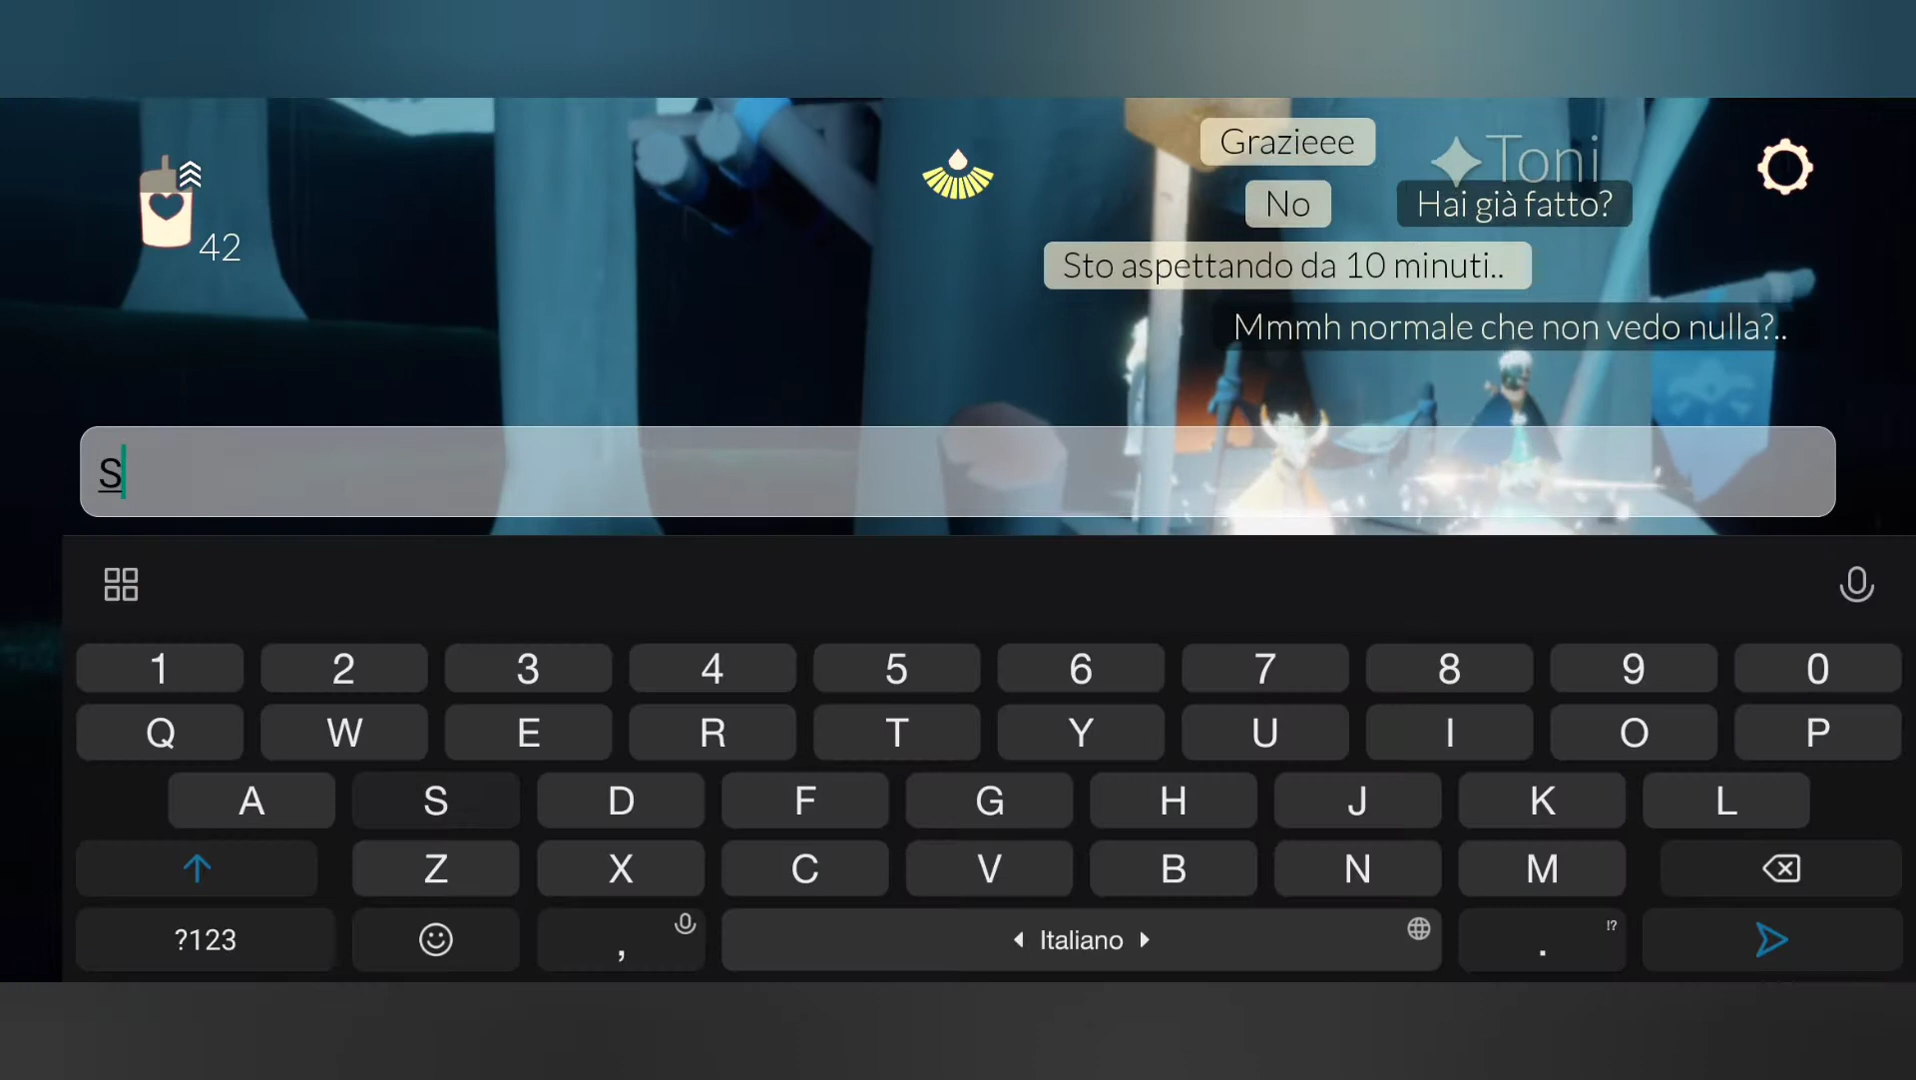 Grazieee
Toni
No
Hai già fatto?
Sto aspettando da 10 minuti..
Mmmh normale che non vedo nulla?..
42
S
1 2 3 4 5 6 7 8 9 0
Q W E R T Y U I O P
A S D F G H J K L
Z X C V B N M
?123 , Italiano . !?